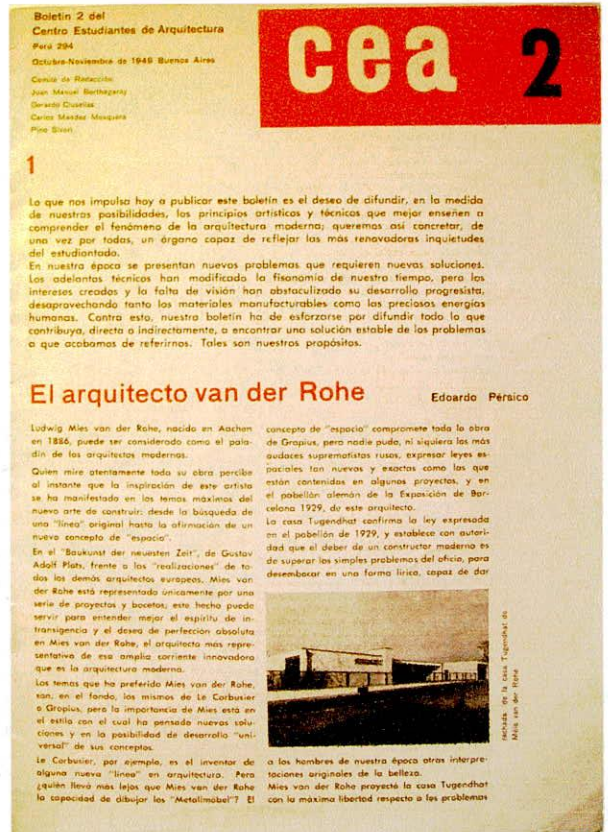 Boletín 2 del
Centro Estudiantes de Arquitectura
Perú 294
Octubre-Noviembre de 1949 Buenos Aires
Comité de Redacción:
Juan Manuel Borthagaray
Gerardo Clusellas
Carlos Mendez Mosquera
Pino Sivori
cea 2
1
Lo que nos impulsa hoy a publicar este boletín es el deseo de difundir, en la medida
de nuestras posibilidades, los principios artísticos y técnicos que mejor enseñen a
comprender el fenómeno de la arquitectura moderna; queremos así concretar, de
una vez por todas, un órgano capaz de reflejar las más renovadoras inquietudes
del estudiantado.
En nuestra época se presentan nuevos problemas que requieren nuevas soluciones.
Los adelantos técnicos han modificado la fisonomía de nuestro tiempo, pero los
intereses creados y la falta de visión han obstaculizado su desarrollo progresista,
desaprovechando tanto los materiales manufacturables como las preciosas energías
humanas. Contra esto, nuestro boletín ha de esforzarse por difundir todo lo que
contribuya, directa o indirectamente, a encontrar una solución estable de los problemas
a que acabamos de referirnos. Tales son nuestros propósitos.
El arquitecto van der Rohe
Edoardo Pérsico
Ludwig Mies van der Rohe, nacido en Aachen
en 1886, puede ser considerado como el pala-
dín de los arquitectos modernos.
Quien mire atentamente toda su obra percibe
al instante que la inspiración de este artista
se ha manifestado en los temas máximos del
nuevo arte de construir: desde la búsqueda de
una "línea" original hasta la afirmación de un
nuevo concepto de "espacio".
En el "Baukunst der neuesten Zeit", de Gustav
Adolf Platz, frente a las "realizaciones" de to-
dos los demás arquitectos europeos, Mies van
der Rohe está representado únicamente por una
serie de proyectos y bocetos; este hecho puede
servir para entender mejor el espíritu de in-
transigencia y el deseo de perfección absoluta
en Mies van der Rohe, el arquitecto más repre-
sentativo de esa amplia corriente innovadora
que es la arquitectura moderna.
Los temas que ha preferido Mies van der Rohe,
son, en el fondo, los mismos de Le Corbusier
o Gropius, pero la importancia de Mies está en
el estilo con el cual ha pensado nuevas solu-
ciones y en la posibilidad de desarrollo "uni-
versal" de sus conceptos.
Le Corbusier, por ejemplo, es el inventor de
alguna nueva "línea" en arquitectura. Pero
¿quién llevó más lejos que Mies van der Rohe
la capacidad de dibujar los "Metallmöbel"? El
concepto de "espacio" compromete toda la obra
de Gropius, pero nadie pudo, ni siquiera los más
audaces suprematistas rusos, expresar leyes es-
paciales tan nuevas y exactas como las que
están contenidas en algunos proyectos, y en
el pabellón alemán de la Exposición de Bar-
celona 1929, de este arquitecto.
La casa Tugendhat confirma la ley expresada
en el pabellón de 1929, y establece con autori-
dad que el deber de un constructor moderno es
de superar los simples problemas del oficio, para
desembocar en una forma lírica, capaz de dar
fachada de la casa Tugendhat de
Mies van der Rohe
a los hombres de nuestra época otras interpre-
taciones originales de la belleza.
Mies van der Rohe proyectó la casa Tugendhat
con la máxima libertad respecto a los problemas